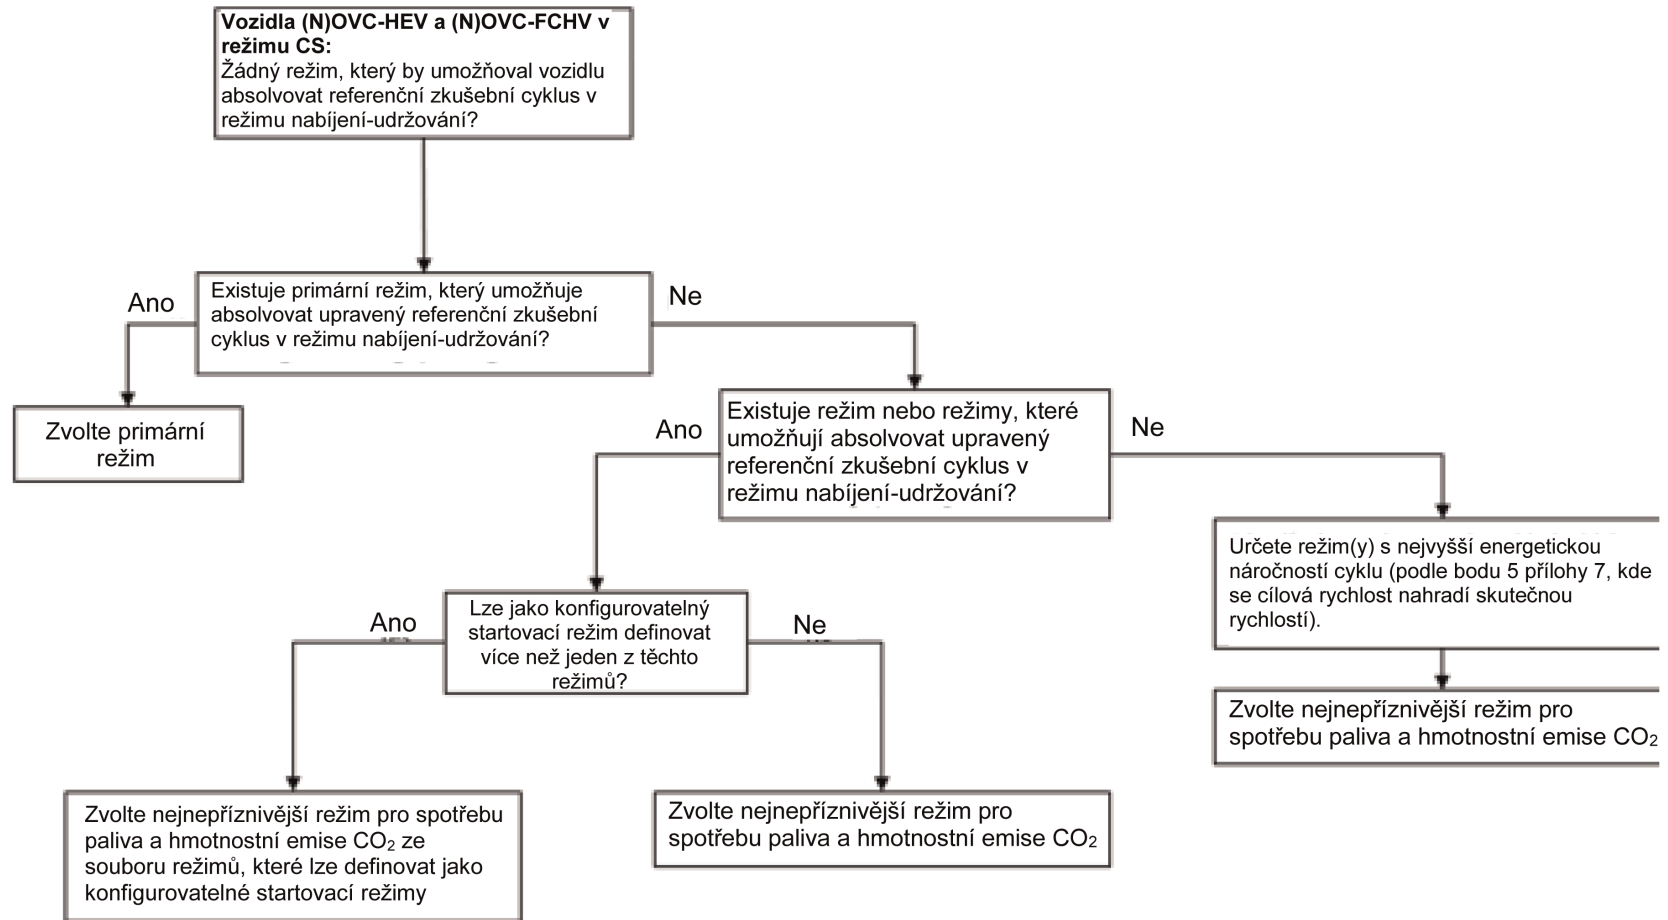 Vozidla (N)OVC-HEV a (N)OVC-FCHV v
režimu CS:
Žádný režim, který by umožňoval vozidlu
absolvovat referenční zkušební cyklus v
režimu nabíjení-udržování?
Ano
Existuje primární režim, který umožňuje
absolvovat upravený referenční zkušební
cyklus v režimu nabíjení-udržování?
Ne
Zvolte primární
režim
Ano
Existuje režim nebo režimy, které
umožňují absolvovat upravený
referenční zkušební cyklus v
režimu nabíjení-udržování?
Ne
Určete režim(y) s nejvyšší energetickou
náročností cyklu (podle bodu 5 přílohy 7, kde
se cílová rychlost nahradí skutečnou
rychlostí).
Ano
Lze jako konfigurovatelný
startovací režim definovat
více než jeden z těchto
režimů?
Ne
Zvolte nejnepříznivější režim pro
spotřebu paliva a hmotnostní emise CO₂
Zvolte nejnepříznivější režim pro spotřebu
paliva a hmotnostní emise CO₂ ze
souboru režimů, které lze definovat jako
konfigurovatelné startovací režimy
Zvolte nejnepříznivější režim pro
spotřebu paliva a hmotnostní emise CO₂